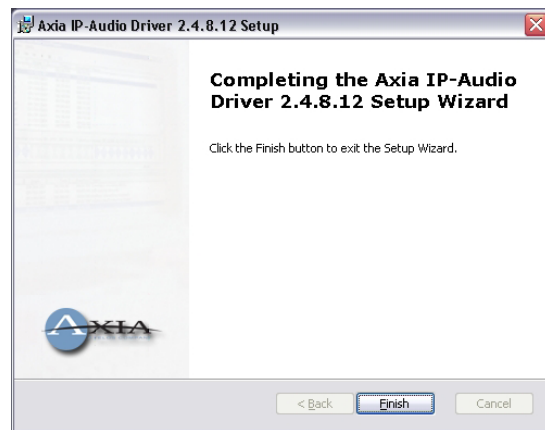 Axia IP-Audio Driver 2.4.8.12 Setup
Completing the Axia IP-Audio
Driver 2.4.8.12 Setup Wizard
Click the Finish button to exit the Setup Wizard.
AXIA
< Back Finish Cancel